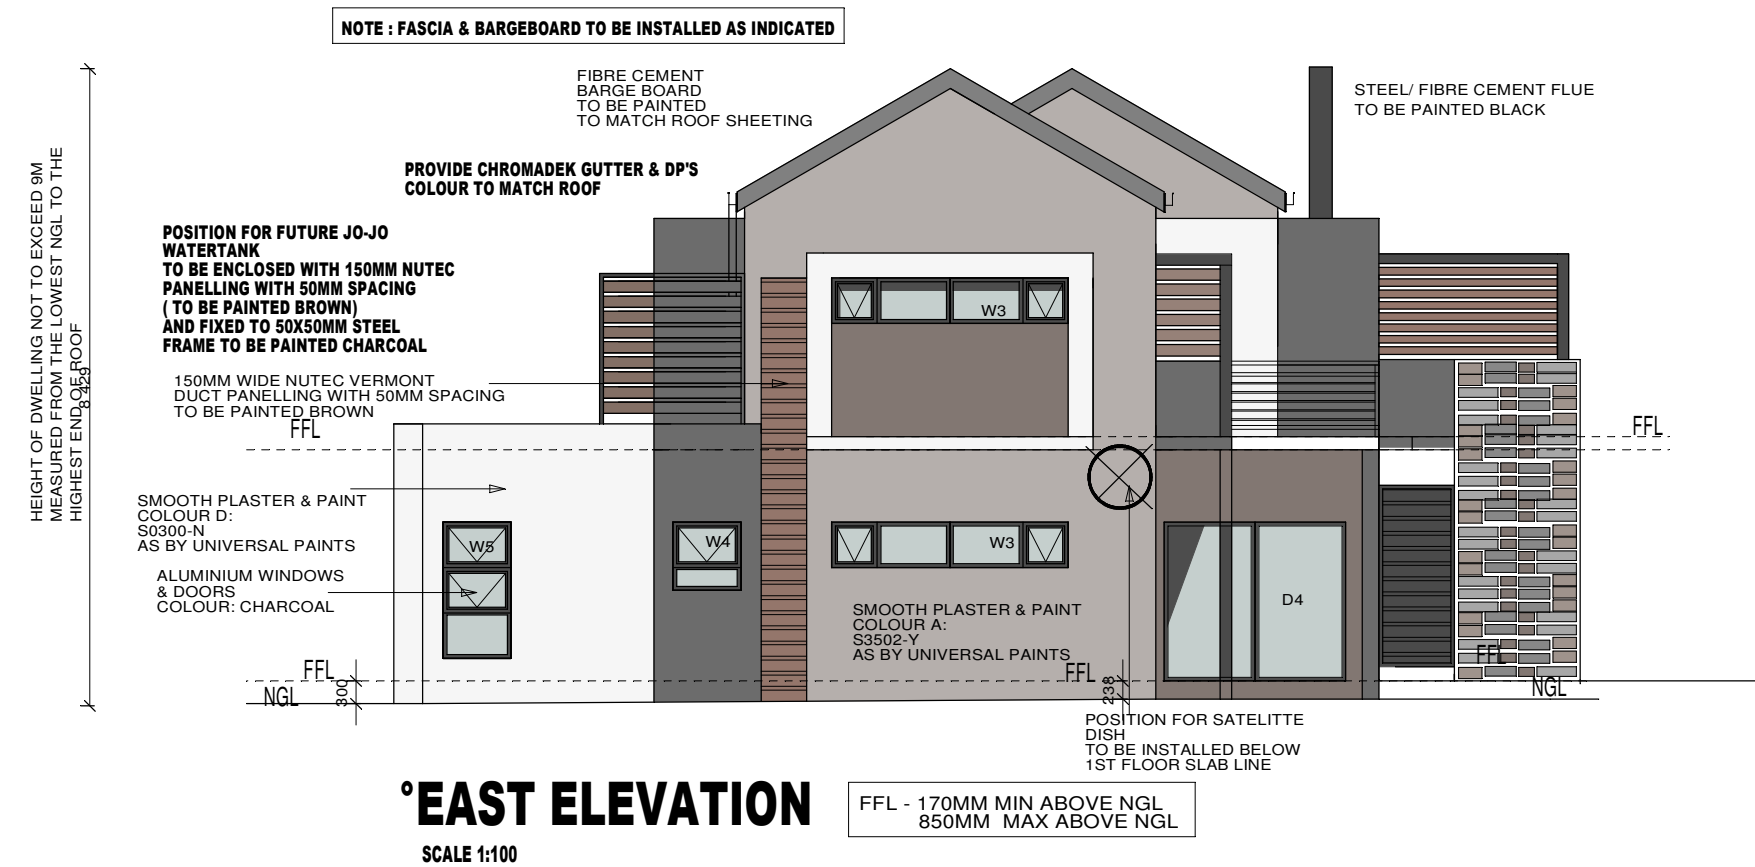 NOTE : FASCIA & BARGEBOARD TO BE INSTALLED AS INDICATED
FIBRE CEMENT
BARGE BOARD
TO BE PAINTED
TO MATCH ROOF SHEETING
STEEL/ FIBRE CEMENT FLUE
TO BE PAINTED BLACK
PROVIDE CHROMADEK GUTTER & DP'S
COLOUR TO MATCH ROOF
HEIGHT OF DWELLING NOT TO EXCEED 9M
MEASURED FROM THE LOWEST NGL TO THE
HIGHEST END OF ROOF
8 429
POSITION FOR FUTURE JO-JO
WATERTANK
TO BE ENCLOSED WITH 150MM NUTEC
PANELLING WITH 50MM SPACING
( TO BE PAINTED BROWN)
AND FIXED TO 50X50MM STEEL
FRAME TO BE PAINTED CHARCOAL
W3
150MM WIDE NUTEC VERMONT
DUCT PANELLING WITH 50MM SPACING
TO BE PAINTED BROWN
FFL
FFL
SMOOTH PLASTER & PAINT
COLOUR D:
S0300-N
AS BY UNIVERSAL PAINTS
W5
W4
W3
ALUMINIUM WINDOWS
& DOORS
COLOUR: CHARCOAL
D4
SMOOTH PLASTER & PAINT
COLOUR A:
S3502-Y
AS BY UNIVERSAL PAINTS
FFL
FFL
FFL
NGL
300
238
NGL
POSITION FOR SATELITTE
DISH
TO BE INSTALLED BELOW
1ST FLOOR SLAB LINE
°EAST ELEVATION
SCALE 1:100
FFL - 170MM MIN ABOVE NGL
850MM MAX ABOVE NGL